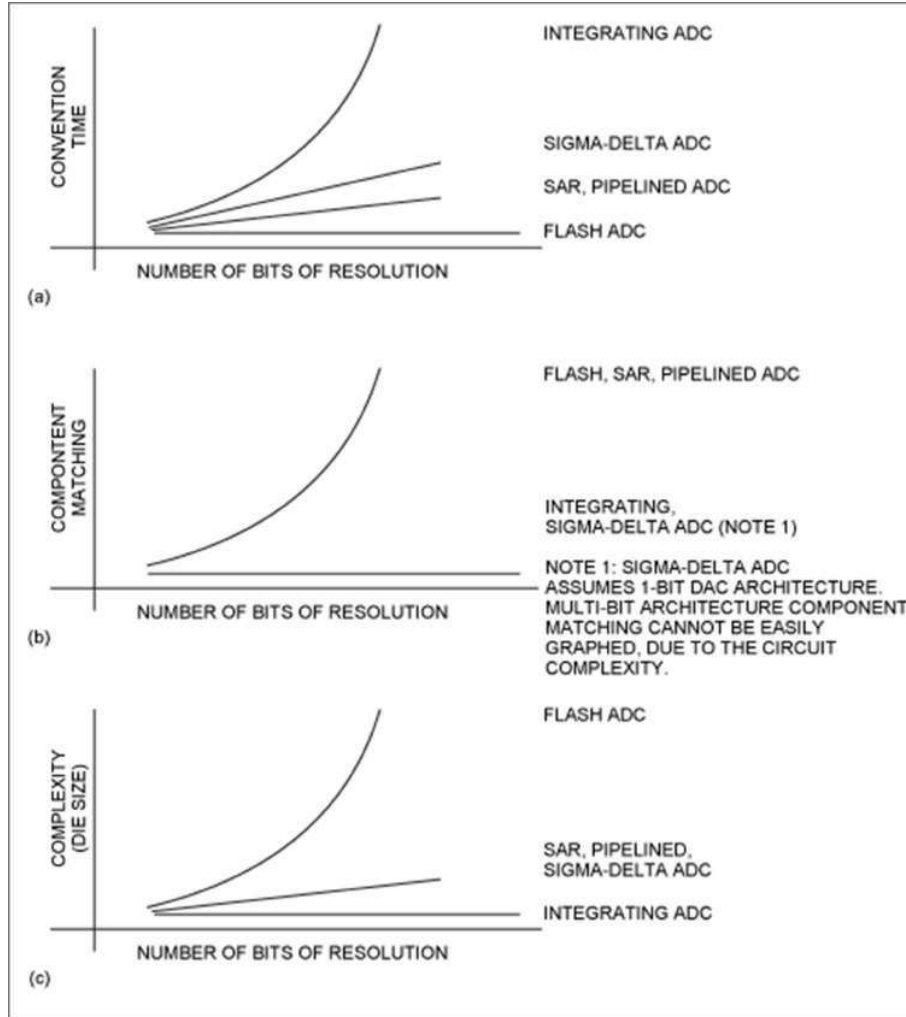 CONVENTION
TIME
INTEGRATING ADC
SIGMA-DELTA ADC
SAR, PIPELINED ADC
FLASH ADC
NUMBER OF BITS OF RESOLUTION
(a)
COMPONTENT
MATCHING
FLASH, SAR, PIPELINED ADC
INTEGRATING,
SIGMA-DELTA ADC (NOTE 1)
NOTE 1: SIGMA-DELTA ADC
ASSUMES 1-BIT DAC ARCHITECTURE.
MULTI-BIT ARCHITECTURE COMPONENT
MATCHING CANNOT BE EASILY
GRAPHED, DUE TO THE CIRCUIT
COMPLEXITY.
NUMBER OF BITS OF RESOLUTION
(b)
COMPLEXITY
(DIE SIZE)
FLASH ADC
SAR, PIPELINED,
SIGMA-DELTA ADC
INTEGRATING ADC
NUMBER OF BITS OF RESOLUTION
(c)